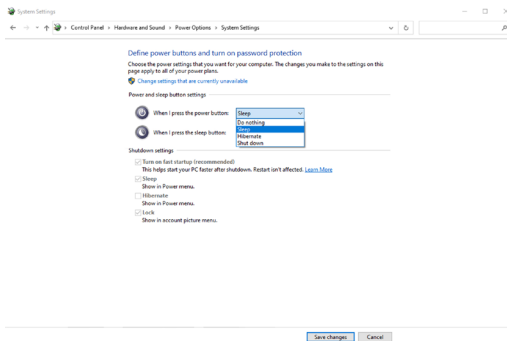 System Settings
Control Panel > Hardware and Sound > Power Options > System Settings
Define power buttons and turn on password protection
Choose the power settings that you want for your computer. The changes you make to the settings on this
page apply to all of your power plans.
Change settings that are currently unavailable
Power and sleep button settings
When I press the power button: Sleep
Do nothing
Sleep
Hibernate
Shut down
When I press the sleep button:
Shutdown settings
Turn on fast startup (recommended)
This helps start your PC faster after shutdown. Restart isn't affected. Learn More
Sleep
Show in Power menu.
Hibernate
Show in Power menu.
Lock
Show in account picture menu.
Save changes
Cancel